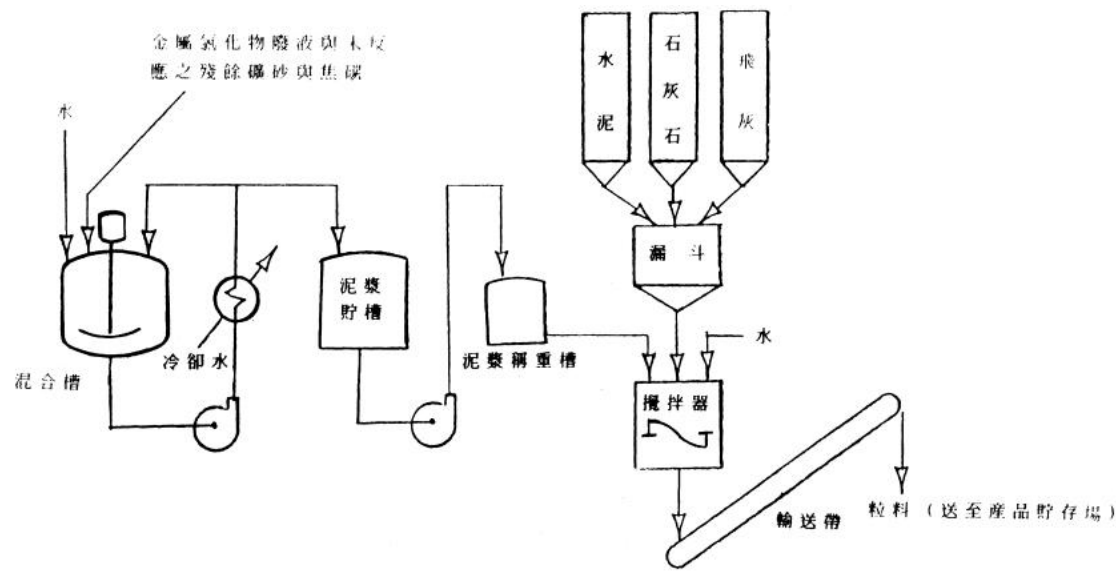 金屬氯化物廢液與未反
應之殘餘礦砂與焦碳
水
水泥
石灰石
飛灰
漏斗
泥漿
貯槽
冷卻水
混合槽
泥漿稱重槽
水
攪拌器
輸送帶
粒料(送至產品貯存場)